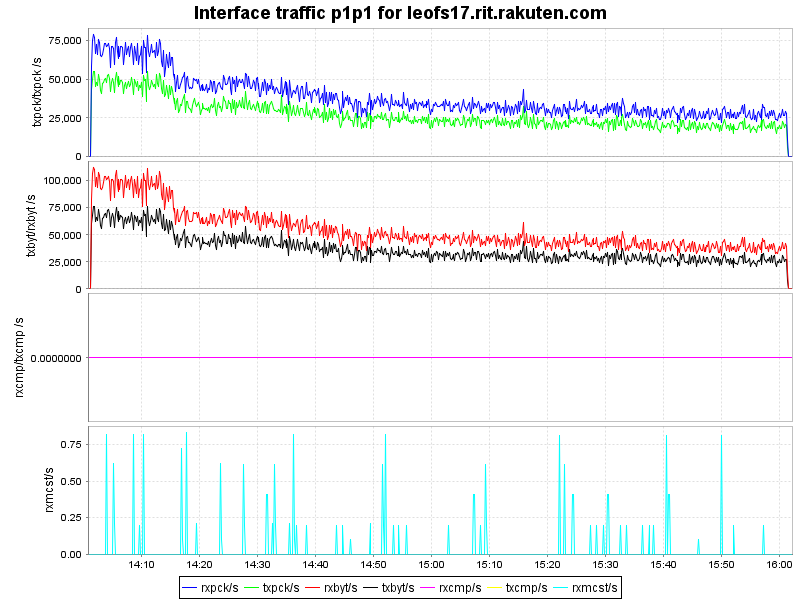 Interface traffic p1p1 for leofs17.rit.rakuten.com
txpck/rxpck /s
75,000
50,000
25,000
0
txbyt/rxbyt /s
100,000
75,000
50,000
25,000
0
rxcmp/txcmp /s
0.0000000
rxmcst/s
0.75
0.50
0.25
0.00
14:10 14:20 14:30 14:40 14:50 15:00 15:10 15:20 15:30 15:40 15:50 16:00
rxpck/s txpck/s rxbyt/s txbyt/s rxcmp/s txcmp/s rxmcst/s